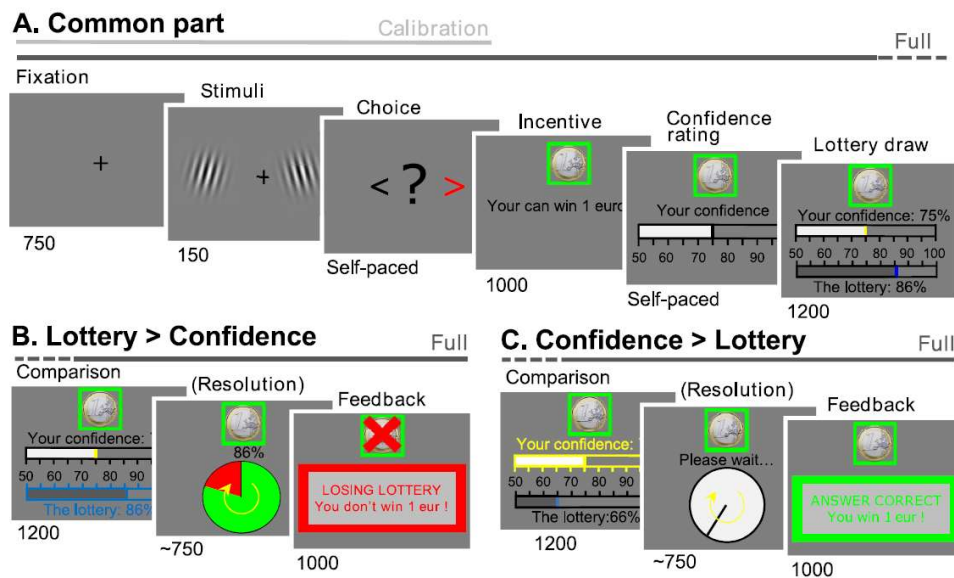 A. Common part
Calibration
Full
Fixation
Stimuli
Choice
Incentive
Confidence
rating
Lottery draw
+
+
< ? >
Your can win 1 euro
Your confidence
50 60 70 80 90
Your confidence: 75%
50 60 70 80 90 100
The lottery: 86%
750
150
Self-paced
1000
Self-paced
1200
B. Lottery > Confidence
Full
Comparison
(Resolution)
Feedback
Your confidence:
50 60 70 80 90
The lottery: 86%
86%
LOSING LOTTERY
You don't win 1 eur !
1200
~750
1000
C. Confidence > Lottery
Full
Comparison
(Resolution)
Feedback
Your confidence:
50 60 70 80 90
The lottery:66%
Please wait...
ANSWER CORRECT
You win 1 eur !
1200
~750
1000